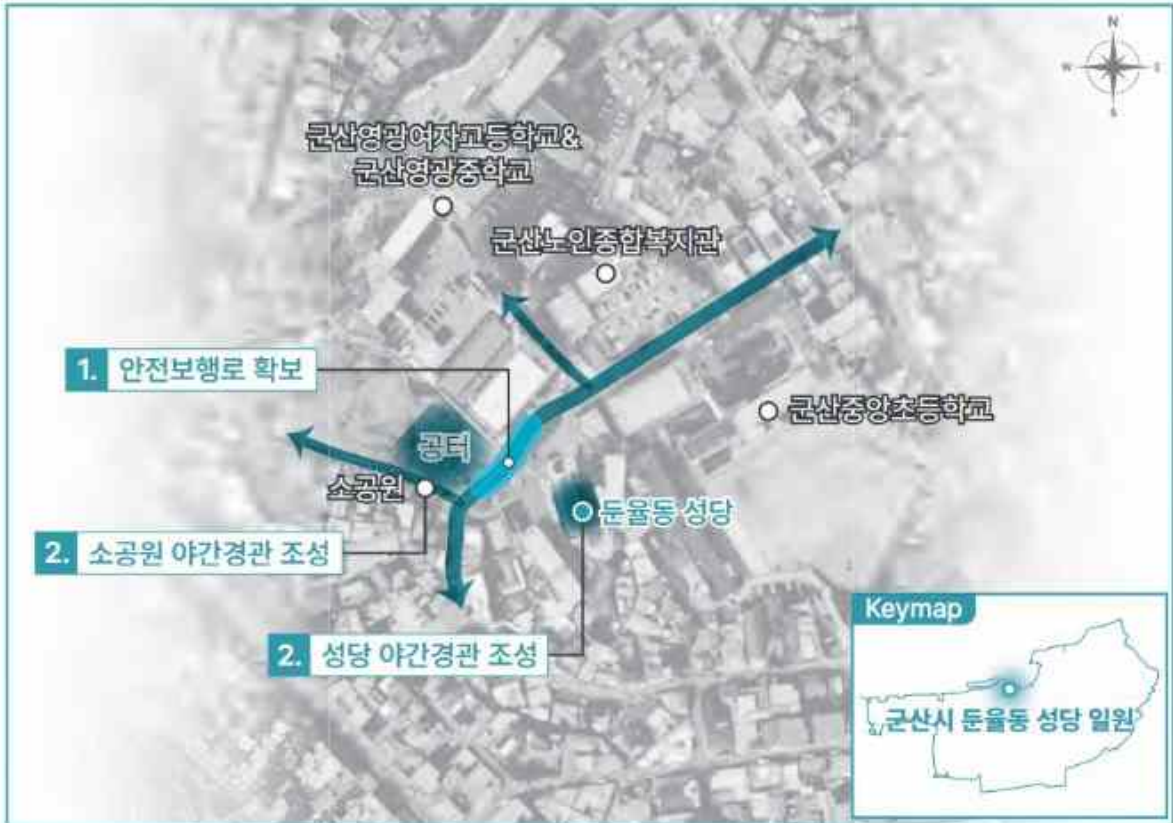 N
W E
S
군산영광여자고등학교&
군산영광중학교
군산노인종합복지관
1. 안전보행로 확보
군산중앙초등학교
공터
소공원
둔율동 성당
2. 소공원 야간경관 조성
2. 성당 야간경관 조성
Keymap
군산시 둔율동 성당 일원